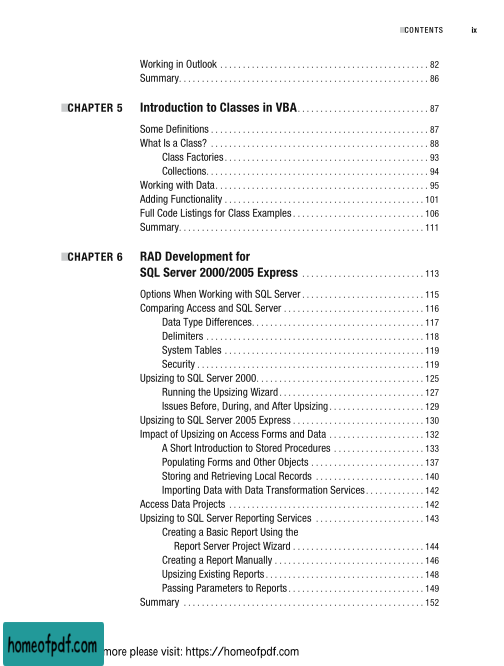 ■CONTENTS ix
Working in Outlook . . . . . . . . . . . . . . . . . . . . . . . . . . . . . . . . . . . . . . . . . . . . . . 82
Summary. . . . . . . . . . . . . . . . . . . . . . . . . . . . . . . . . . . . . . . . . . . . . . . . . . . . . . 86
■CHAPTER 5 Introduction to Classes in VBA . . . . . . . . . . . . . . . . . . . . . . . . . . . . . 87
Some Definitions . . . . . . . . . . . . . . . . . . . . . . . . . . . . . . . . . . . . . . . . . . . . . . . . 87
What Is a Class? . . . . . . . . . . . . . . . . . . . . . . . . . . . . . . . . . . . . . . . . . . . . . . . . 88
Class Factories . . . . . . . . . . . . . . . . . . . . . . . . . . . . . . . . . . . . . . . . . . . . . 93
Collections. . . . . . . . . . . . . . . . . . . . . . . . . . . . . . . . . . . . . . . . . . . . . . . . . 94
Working with Data. . . . . . . . . . . . . . . . . . . . . . . . . . . . . . . . . . . . . . . . . . . . . . . 95
Adding Functionality . . . . . . . . . . . . . . . . . . . . . . . . . . . . . . . . . . . . . . . . . . . . 101
Full Code Listings for Class Examples . . . . . . . . . . . . . . . . . . . . . . . . . . . . . 106
Summary. . . . . . . . . . . . . . . . . . . . . . . . . . . . . . . . . . . . . . . . . . . . . . . . . . . . . 111
■CHAPTER 6 RAD Development for
SQL Server 2000/2005 Express . . . . . . . . . . . . . . . . . . . . . . . . . . . 113
Options When Working with SQL Server . . . . . . . . . . . . . . . . . . . . . . . . . . . 115
Comparing Access and SQL Server . . . . . . . . . . . . . . . . . . . . . . . . . . . . . . . 116
Data Type Differences. . . . . . . . . . . . . . . . . . . . . . . . . . . . . . . . . . . . . . 117
Delimiters . . . . . . . . . . . . . . . . . . . . . . . . . . . . . . . . . . . . . . . . . . . . . . . . 118
System Tables . . . . . . . . . . . . . . . . . . . . . . . . . . . . . . . . . . . . . . . . . . . . 119
Security . . . . . . . . . . . . . . . . . . . . . . . . . . . . . . . . . . . . . . . . . . . . . . . . . . 119
Upsizing to SQL Server 2000. . . . . . . . . . . . . . . . . . . . . . . . . . . . . . . . . . . . . 125
Running the Upsizing Wizard . . . . . . . . . . . . . . . . . . . . . . . . . . . . . . . . 127
Issues Before, During, and After Upsizing . . . . . . . . . . . . . . . . . . . . . 129
Upsizing to SQL Server 2005 Express . . . . . . . . . . . . . . . . . . . . . . . . . . . . . 130
Impact of Upsizing on Access Forms and Data . . . . . . . . . . . . . . . . . . . . . 132
A Short Introduction to Stored Procedures . . . . . . . . . . . . . . . . . . . . 133
Populating Forms and Other Objects . . . . . . . . . . . . . . . . . . . . . . . . . 137
Storing and Retrieving Local Records . . . . . . . . . . . . . . . . . . . . . . . . 140
Importing Data with Data Transformation Services . . . . . . . . . . . . . 142
Access Data Projects . . . . . . . . . . . . . . . . . . . . . . . . . . . . . . . . . . . . . . . . . . . 142
Upsizing to SQL Server Reporting Services . . . . . . . . . . . . . . . . . . . . . . . . 143
Creating a Basic Report Using the
Report Server Project Wizard . . . . . . . . . . . . . . . . . . . . . . . . . . . . . 144
Creating a Report Manually . . . . . . . . . . . . . . . . . . . . . . . . . . . . . . . . . 146
Upsizing Existing Reports . . . . . . . . . . . . . . . . . . . . . . . . . . . . . . . . . . . 148
Passing Parameters to Reports . . . . . . . . . . . . . . . . . . . . . . . . . . . . . . 149
Summary . . . . . . . . . . . . . . . . . . . . . . . . . . . . . . . . . . . . . . . . . . . . . . . . . . . . . 152
homeofpdf.com more please visit: https://homeofpdf.com